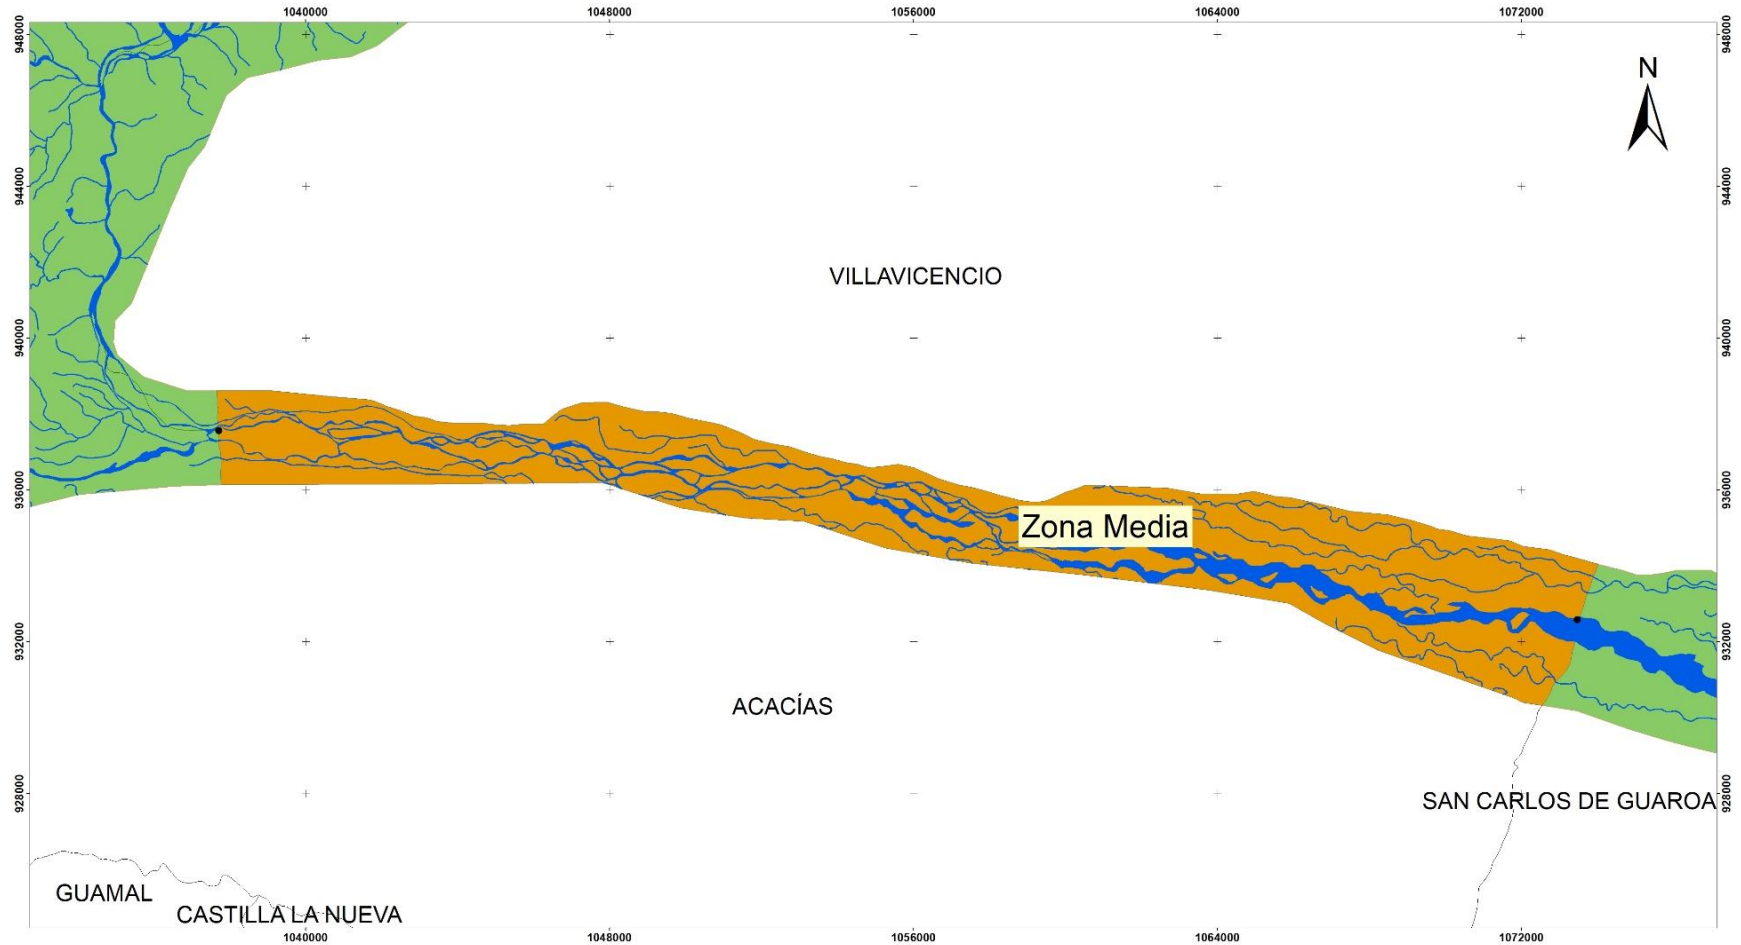 1040000 1048000 1056000 1064000 1072000
948000 948000
N
944000 944000
VILLAVICENCIO
940000 940000
936000 936000
Zona Media
932000 932000
ACACÍAS
928000 928000
SAN CARLOS DE GUAROA
GUAMAL
CASTILLA LA NUEVA
1040000 1048000 1056000 1064000 1072000